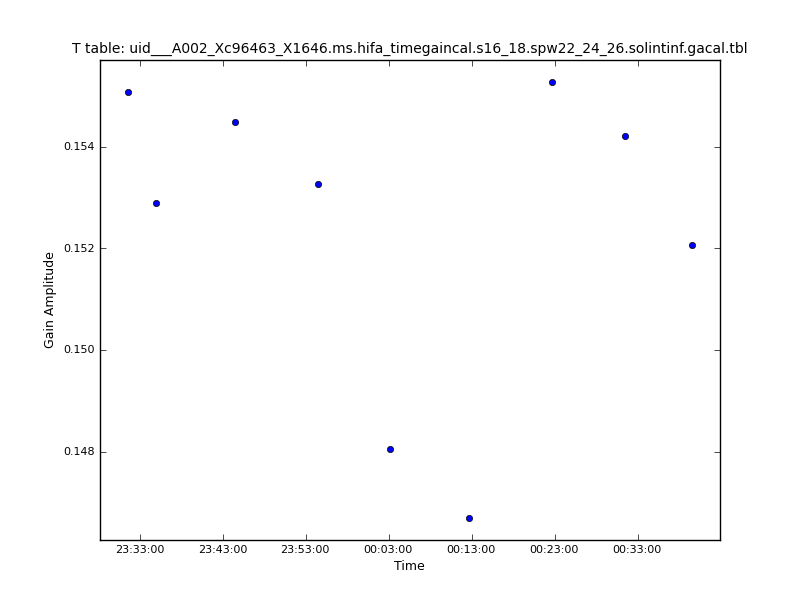 T table: uid___A002_Xc96463_X1646.ms.hifa_timegaincal.s16_18.spw22_24_26.solintinf.gacal.tbl
0.154
0.152
0.150
0.148
Gain Amplitude
23:33:00 23:43:00 23:53:00 00:03:00 00:13:00 00:23:00 00:33:00
Time